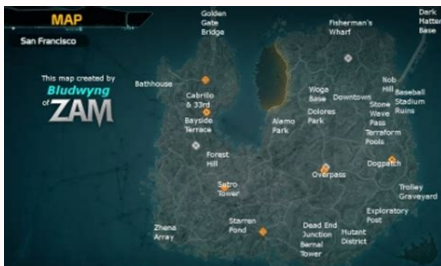 MAP
San Francisco
This map created by
Bludwyng
of ZAM
Golden
Gate
Bridge
Fisherman's
Wharf
Dark
Matter
Base
Bathhouse
Cabrillo
& 33rd
Bayside
Terrace
Forest
Hill
Alamo
Park
Woga
Base
Downtown
Dolores
Park
Nob
Hill
Baseball
Stadium
Ruins
Stone
Wave
Pass
Terraform
Pools
Sutro
Tower
Overpass
Dogpatch
Trolley
Graveyard
Zhena
Array
Starren
Pond
Dead End
Junction
Bernal
Tower
Mutant
District
Exploratory
Post